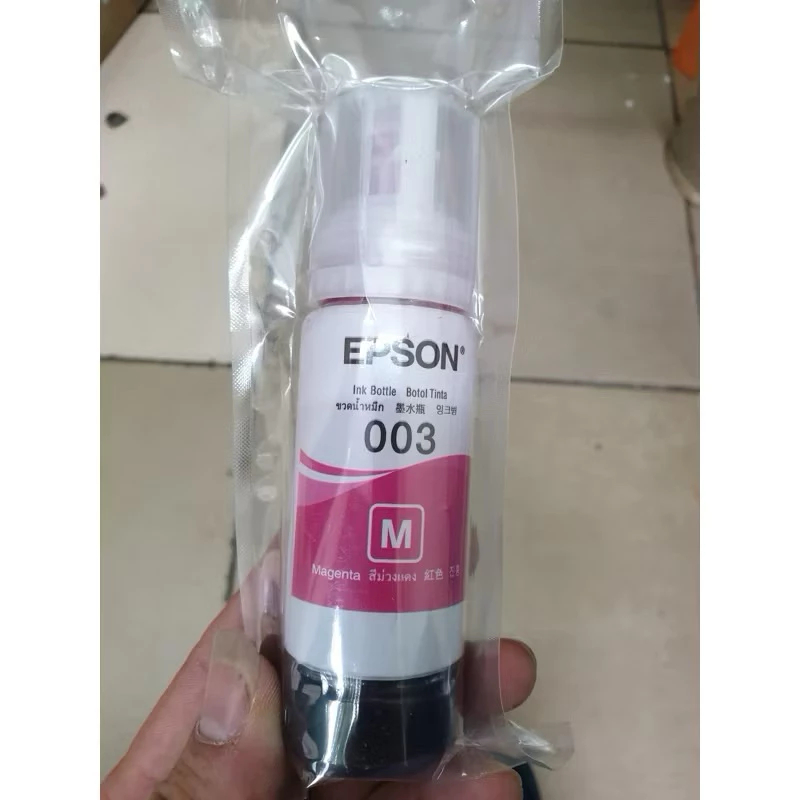 EPSON®
Ink Bottle Botol Tinta
ขวดน้ำหมึก 墨水瓶 잉크병
003
M
Magenta สีม่วงแดง 紅色